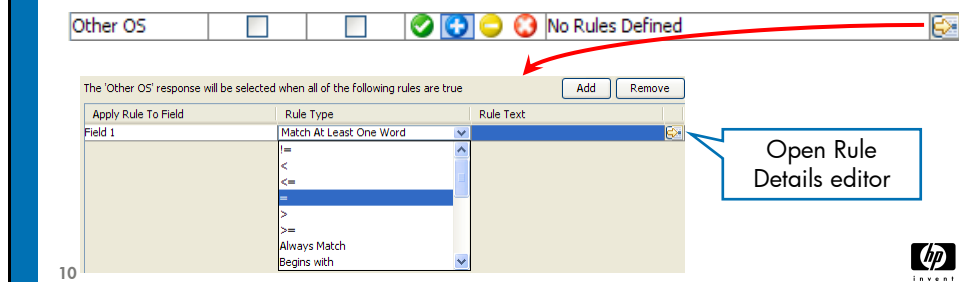 Other OS No Rules Defined
The 'Other OS' response will be selected when all of the following rules are true Add Remove
Apply Rule To Field Rule Type Rule Text
Field 1 Match At Least One Word
!=
<
<=
=
>
>=
Always Match
Begins with
Open Rule
Details editor
10
hp
invent